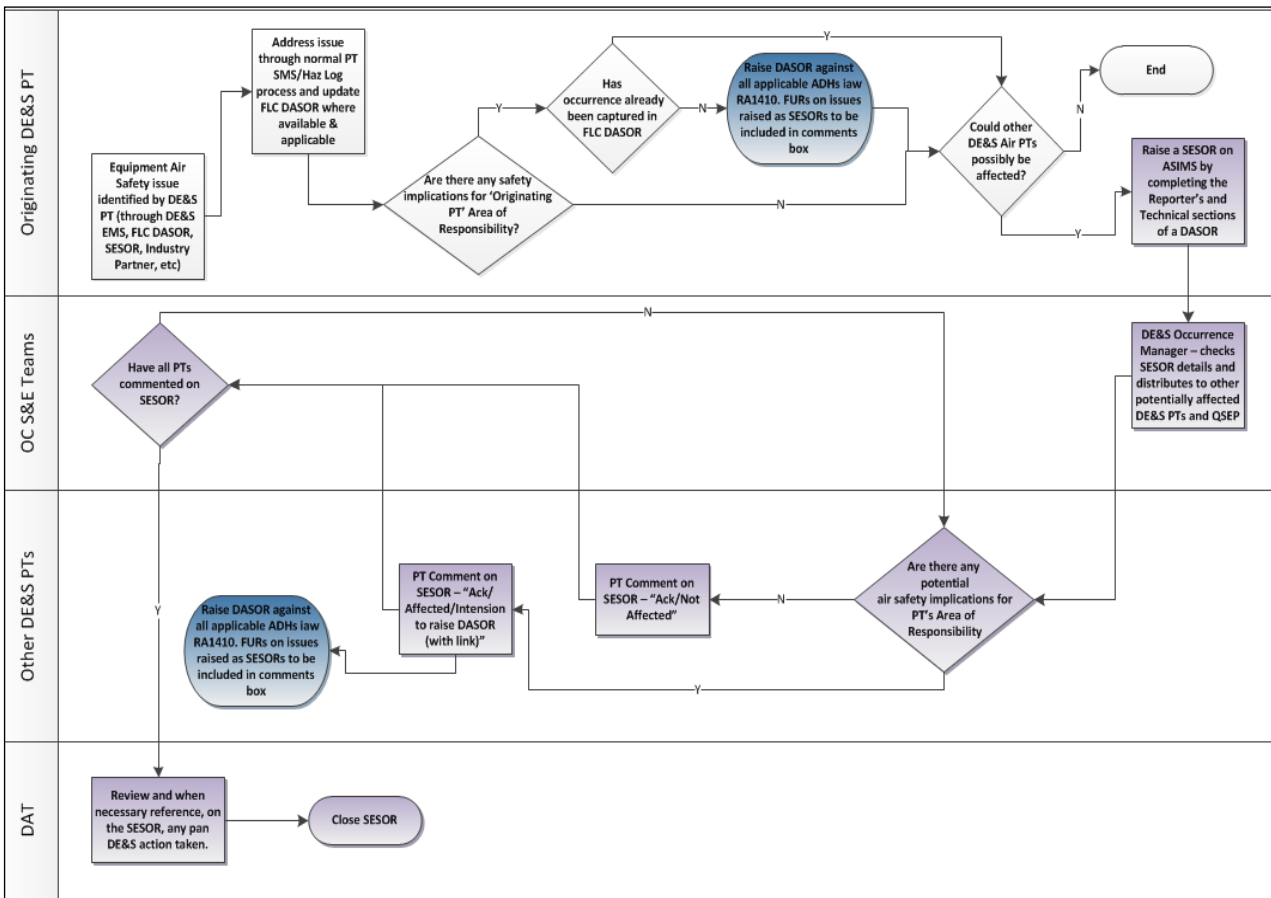 Originating DE&S PT
Equipment Air
Safety issue
identified by DE&S
PT (through DE&S
EMS, FLC DASOR,
SESOR, Industry
Partner, etc)
Address issue
through normal PT
SMS/Haz Log
process and update
FLC DASOR where
available &
applicable
Are there any safety
implications for 'Originating
PT' Area of
Responsibility?
Y
N
Has
occurrence already
been captured in
FLC DASOR
Y
N
Raise DASOR against
all applicable ADHs iaw
RA1410. FURs on issues
raised as SESORs to be
included in comments
box
Could other
DE&S Air PTs
possibly be
affected?
N
Y
End
Raise a SESOR on
ASIMS by
completing the
Reporter's and
Technical sections
of a DASOR
OC S&E Teams
Have all PTs
commented on
SESOR?
N
Y
DE&S Occurrence
Manager – checks
SESOR details and
distributes to other
potentially affected
DE&S PTs and QSEP
Other DE&S PTs
Raise DASOR against
all applicable ADHs iaw
RA1410. FURs on issues
raised as SESORs to be
included in comments
box
PT Comment on
SESOR – "Ack/
Affected/Intension
to raise DASOR
(with link)"
PT Comment on
SESOR – "Ack/Not
Affected"
N
Y
Are there any
potential
air safety implications for
PT's Area of
Responsibility
DAT
Review and when
necessary reference, on
the SESOR, any pan
DE&S action taken.
Close SESOR